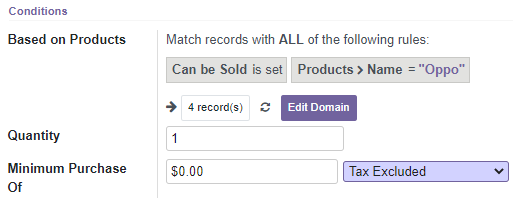 Conditions
Based on Products Match records with ALL of the following rules:
Can be Sold is set Products > Name = "Oppo"
4 record(s) Edit Domain
Quantity 1
Minimum Purchase Of $0.00 Tax Excluded